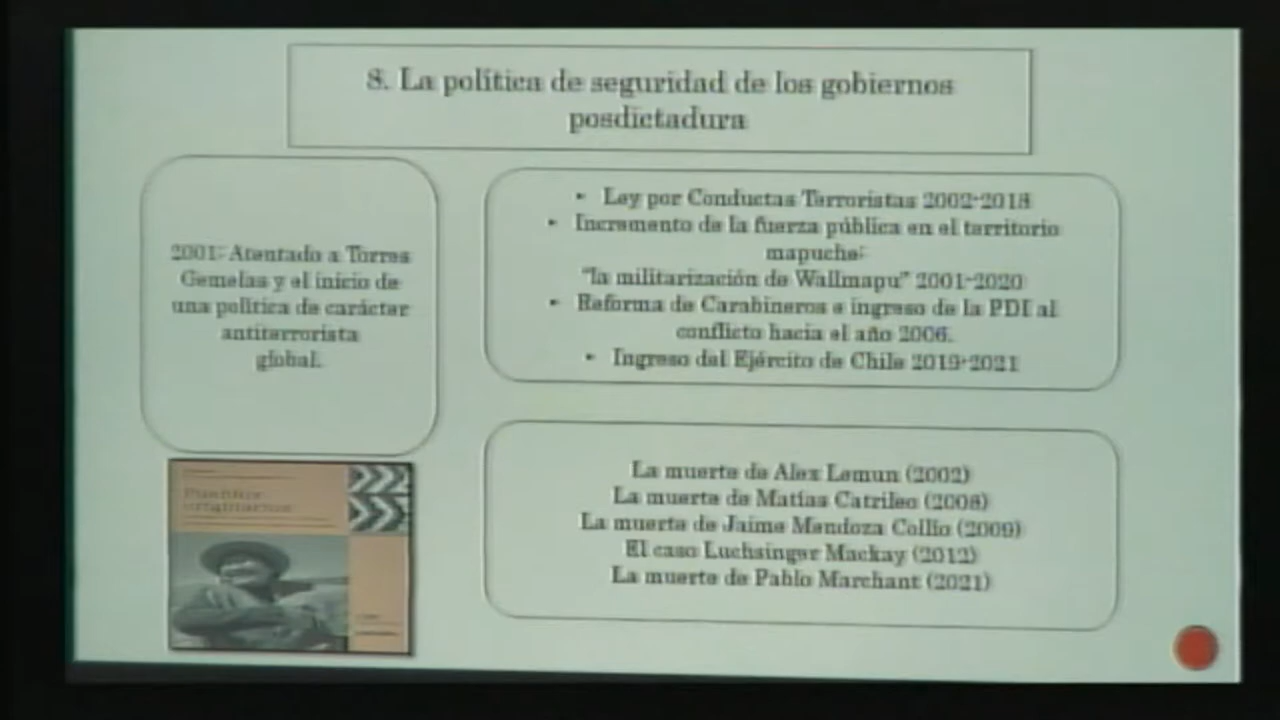 8. La política de seguridad de los gobiernos
posdictadura
2001: Atentado a Torres
Gemelas y el inicio de
una política de carácter
antiterrorista
global.
• Ley por Conductas Terroristas 2002-2018
• Incremento de la fuerza pública en el territorio
mapuche:
"la militarización de Wallmapu" 2001-2020
• Reforma de Carabineros e ingreso de la PDI al
conflicto hacia el año 2006.
• Ingreso del Ejército de Chile 2019-2021
La muerte de Alex Lemun (2002)
La muerte de Matías Catrileo (2008)
La muerte de Jaime Mendoza Collio (2009)
El caso Luchsinger Mackay (2012)
La muerte de Pablo Marchant (2021)
Pueblos
originarios